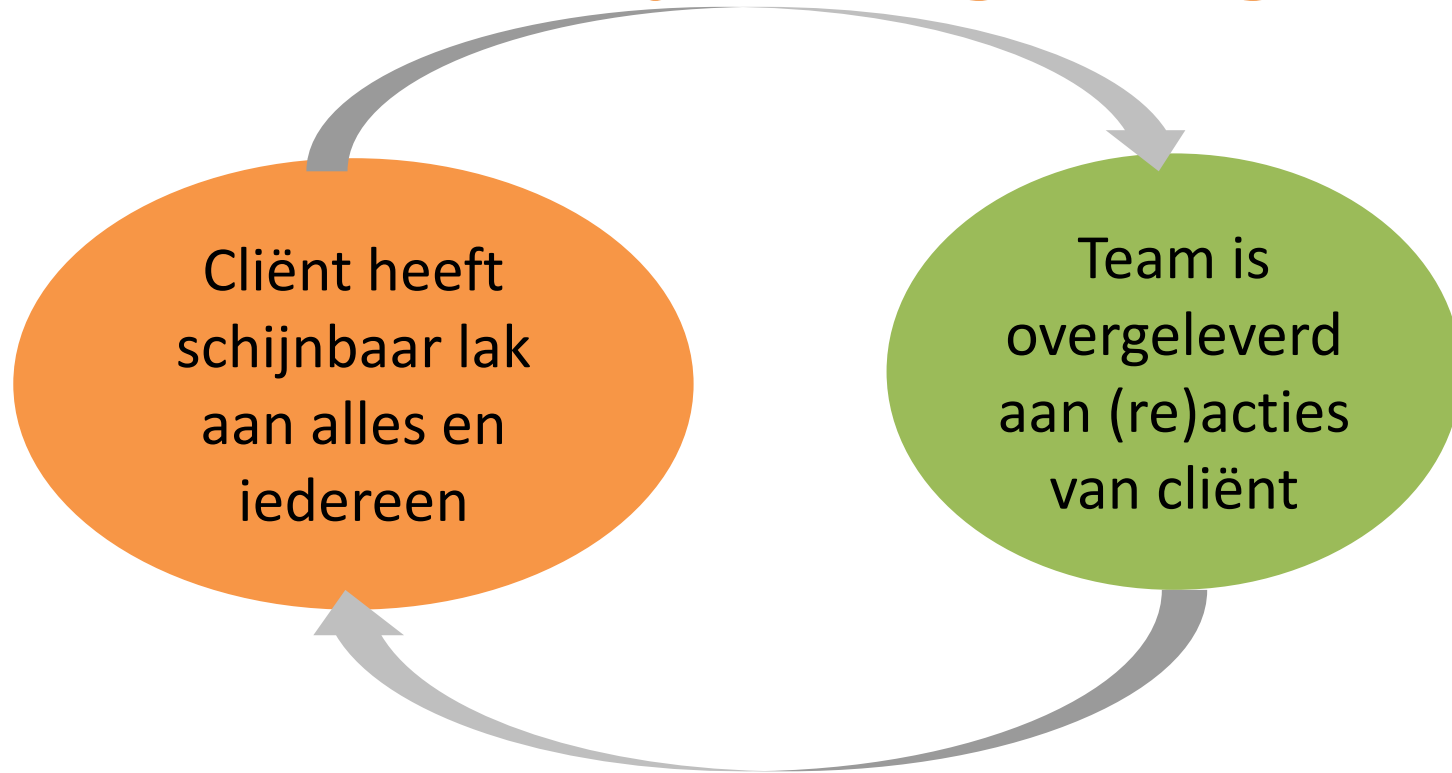 Cliënt heeft
schijnbaar lak
aan alles en
iedereen
Team is
overgeleverd
aan (re)acties
van cliënt